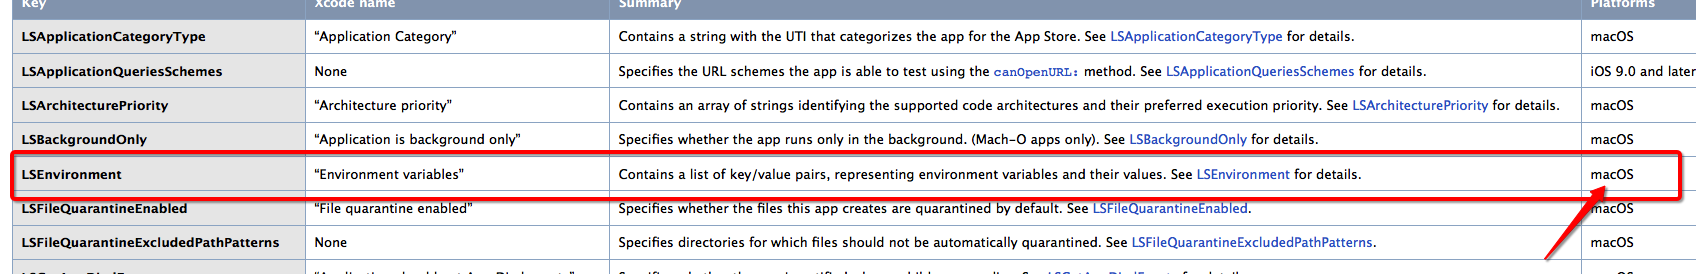 Key Xcode name Summary Platforms
LSApplicationCategoryType “Application Category” Contains a string with the UTI that categorizes the app for the App Store. See LSApplicationCategoryType for details. macOS
LSApplicationQueriesSchemes None Specifies the URL schemes the app is able to test using the canOpenURL: method. See LSApplicationQueriesSchemes for details. iOS 9.0 and later
LSArchitecturePriority “Architecture priority” Contains an array of strings identifying the supported code architectures and their preferred execution priority. See LSArchitecturePriority for details. macOS
LSBackgroundOnly “Application is background only” Specifies whether the app runs only in the background. (Mach-O apps only). See LSBackgroundOnly for details. macOS
LSEnvironment “Environment variables” Contains a list of key/value pairs, representing environment variables and their values. See LSEnvironment for details. macOS
LSFileQuarantineEnabled “File quarantine enabled” Specifies whether the files this app creates are quarantined by default. See LSFileQuarantineEnabled. macOS
LSFileQuarantineExcludedPathPatterns None Specifies directories for which files should not be automatically quarantined. See LSFileQuarantineExcludedPathPatterns. macOS